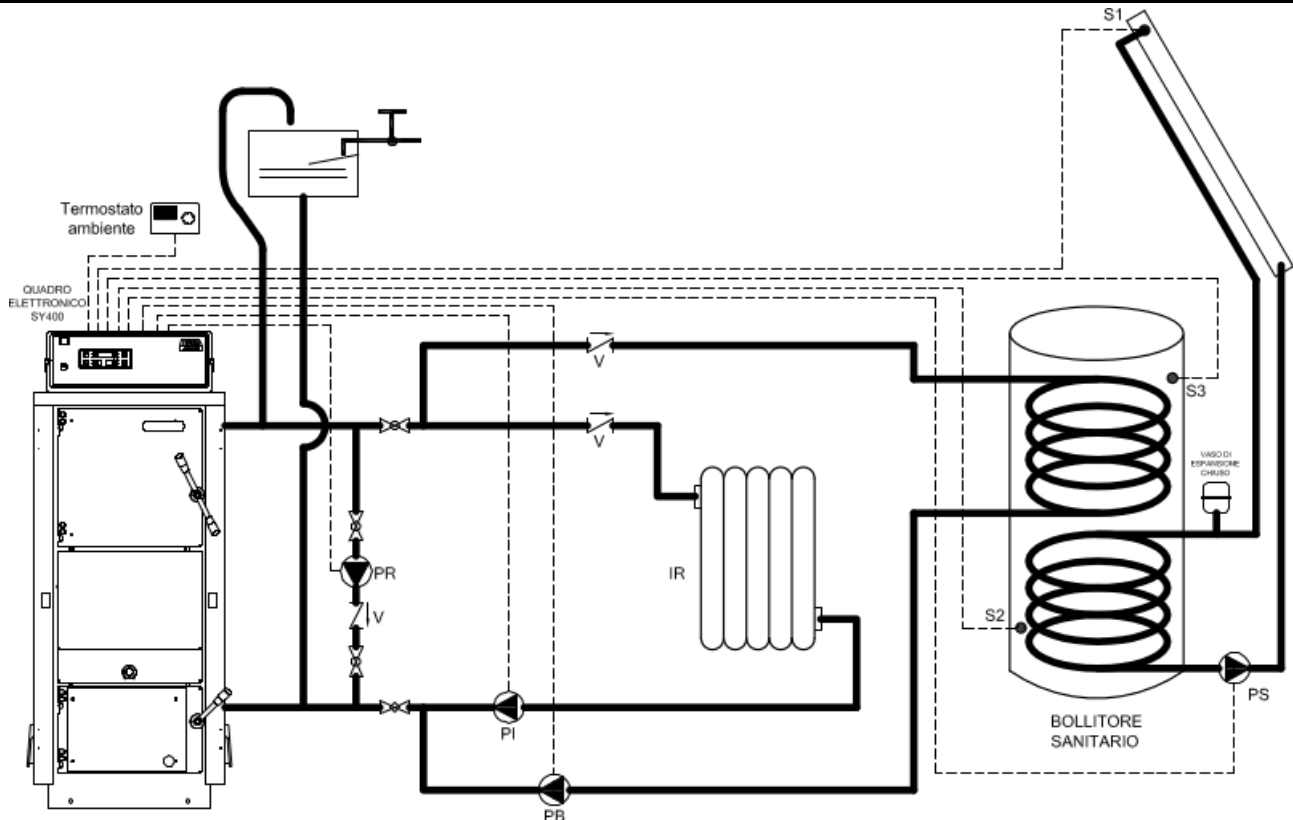 S1
Termostato
ambiente
QUADRO
ELETTRONICO
SY400
V
S3
V
VASO DI
ESPANSIONE
CHIUSO
PR
IR
V
S2
PS
PI
BOLLITORE
SANITARIO
PB